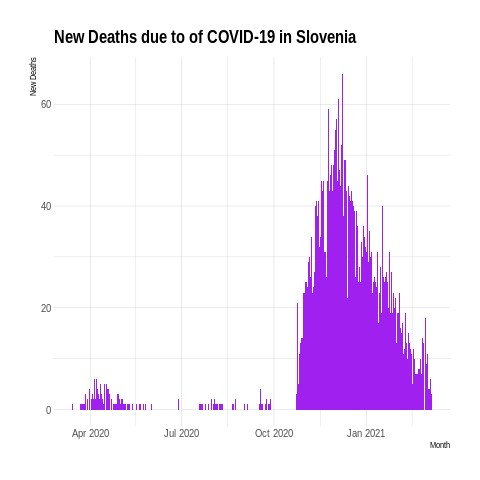 New Deaths due to of COVID-19 in Slovenia
New Deaths
60
40
20
0
Apr 2020 Jul 2020 Oct 2020 Jan 2021
Month